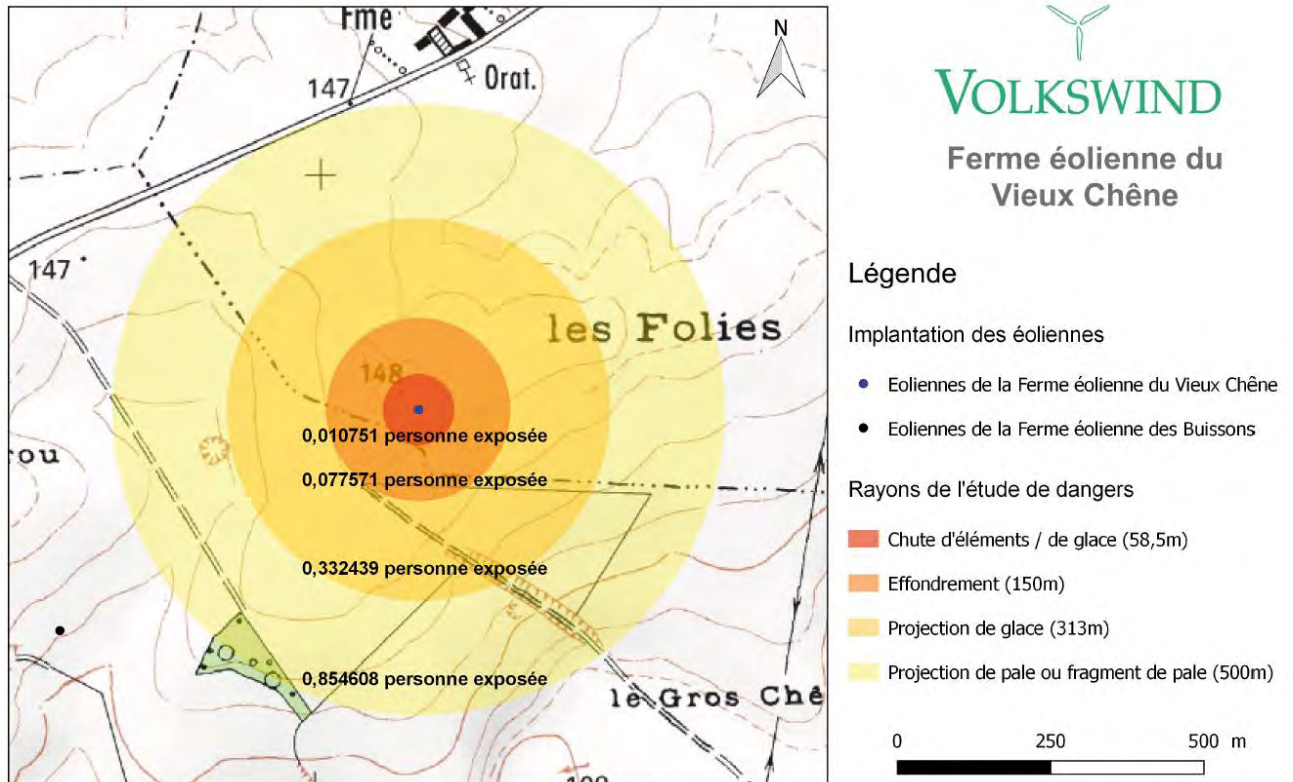 Fme
Orat.
147
147
N
les Folies
148
0,010751 personne exposée
0,077571 personne exposée
0,332439 personne exposée
0,854608 personne exposée
rou
le Gros Chê
VOLKSWIND
Ferme éolienne du
Vieux Chêne
Légende
Implantation des éoliennes
Eoliennes de la Ferme éolienne du Vieux Chêne
Eoliennes de la Ferme éolienne des Buissons
Rayons de l'étude de dangers
Chute d'éléments / de glace (58,5m)
Effondrement (150m)
Projection de glace (313m)
Projection de pale ou fragment de pale (500m)
0 250 500 m